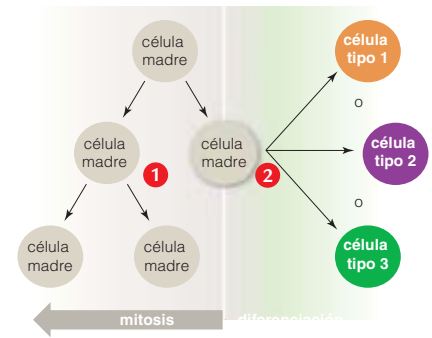 célula
madre
célula
tipo 1
o
célula
madre
1
célula
madre
2
célula
tipo 2
o
célula
madre
célula
madre
célula
tipo 3
mitosis
diferenciación